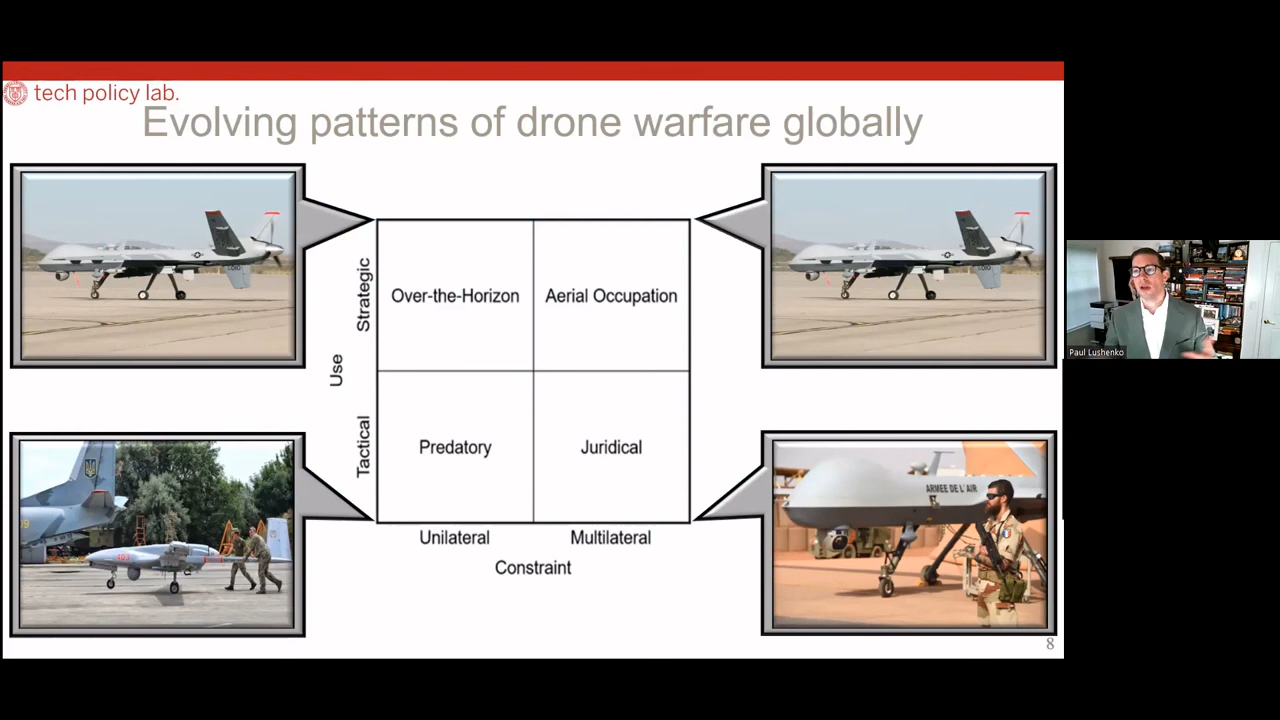 tech policy lab.
Evolving patterns of drone warfare globally
Use
Strategic
Tactical
Over-the-Horizon
Aerial Occupation
Predatory
Juridical
Unilateral
Multilateral
Constraint
403
ARMEE DE L'AIR
8
Paul Lushenko